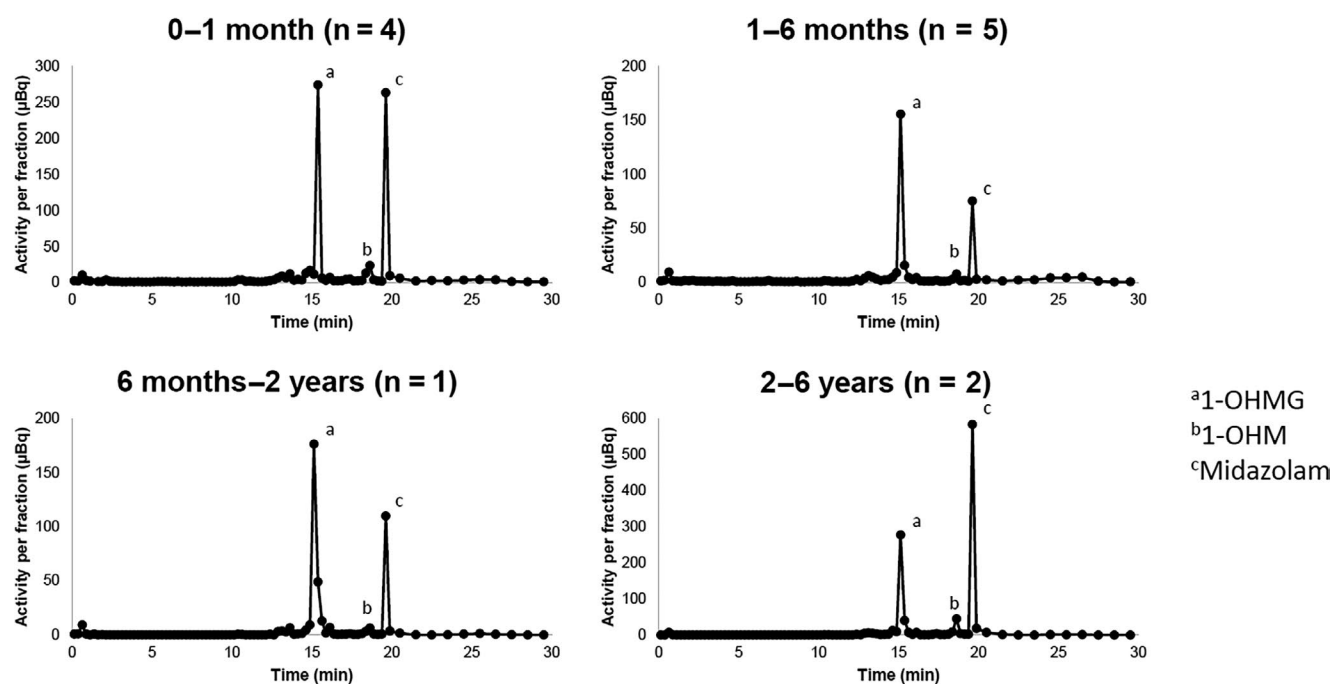 0–1 month (n = 4)
Activity per fraction (µBq)
300
250
200
150
100
50
0
a
b
c
0 5 10 15 20 25 30
Time (min)
1–6 months (n = 5)
Activity per fraction (µBq)
200
150
100
50
0
a
b
c
0 5 10 15 20 25 30
Time (min)
6 months–2 years (n = 1)
Activity per fraction (µBq)
200
150
100
50
0
a
b
c
0 5 10 15 20 25 30
Time (min)
2–6 years (n = 2)
Activity per fraction (µBq)
600
500
400
300
200
100
0
a
b
c
0 5 10 15 20 25 30
Time (min)
ᵃ1-OHMG
ᵇ1-OHM
ᶜMidazolam